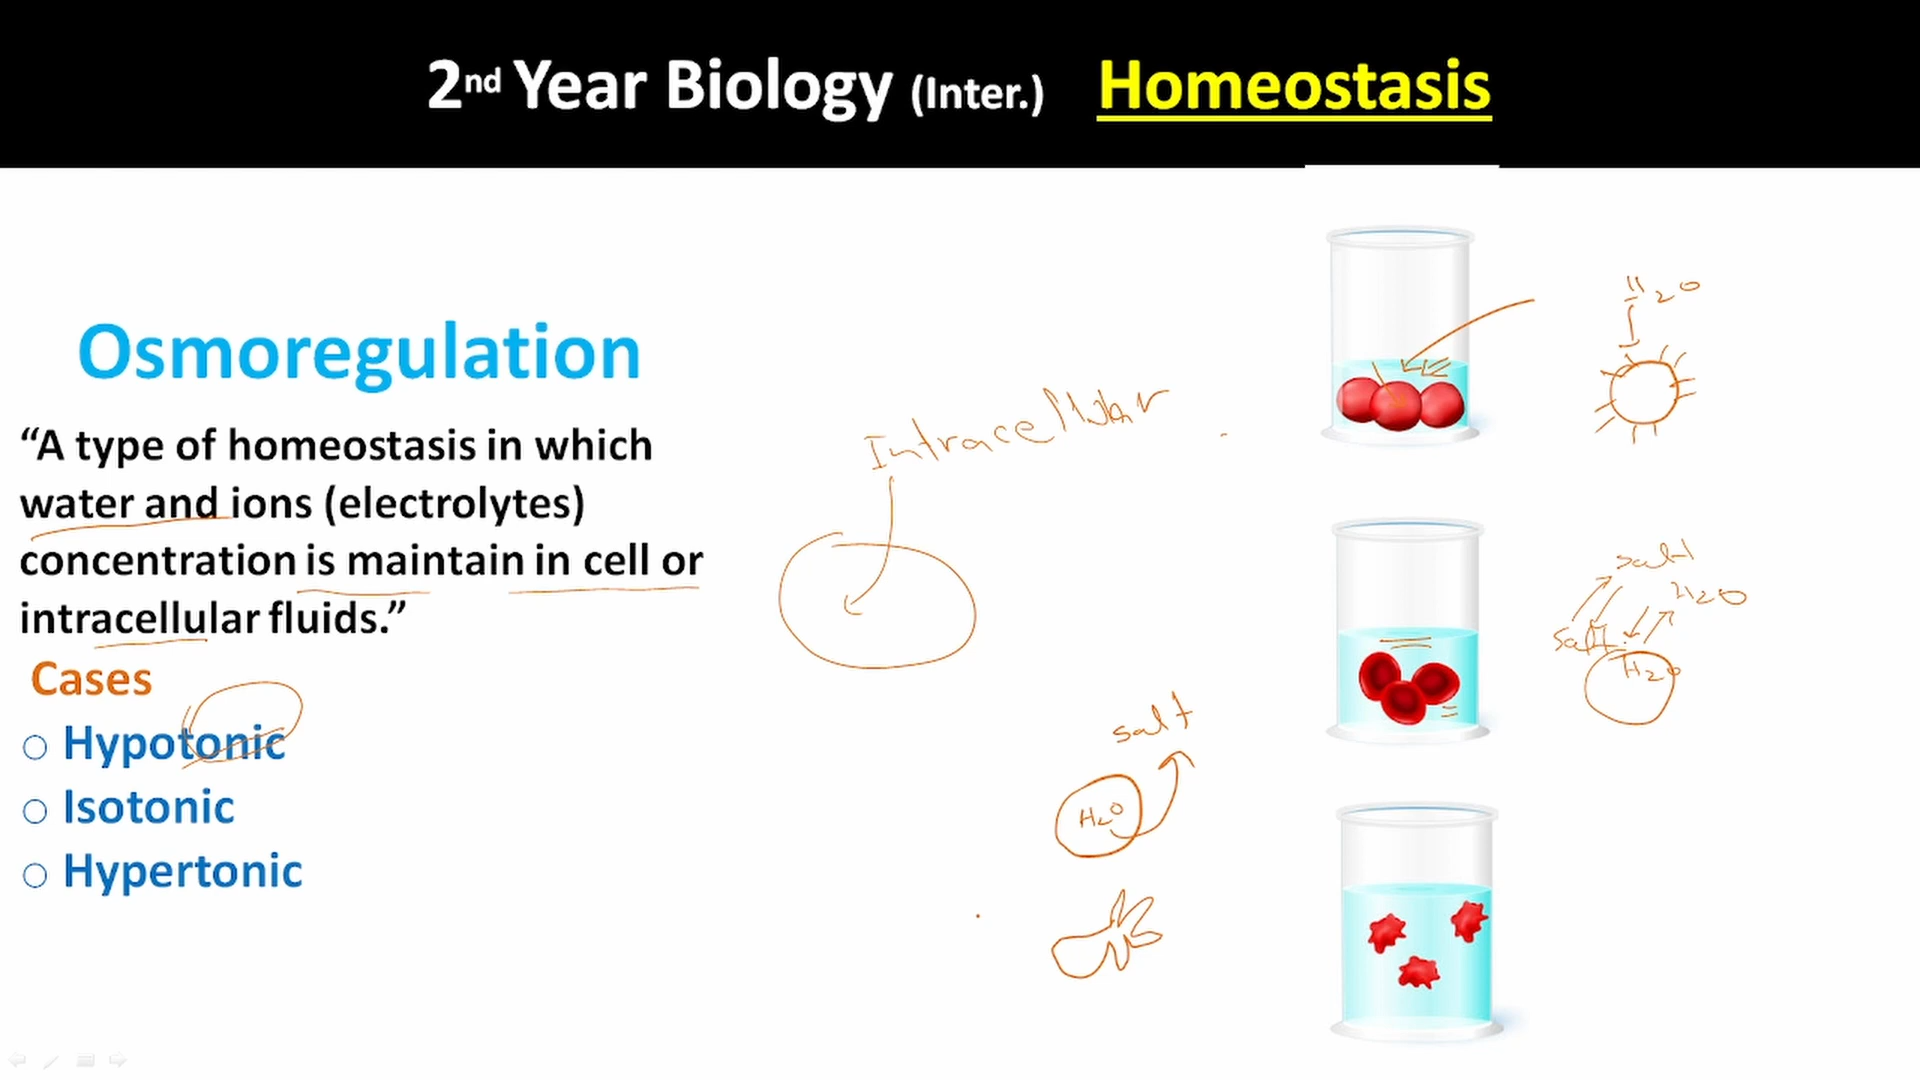 2nd Year Biology (Inter.) Homeostasis
Osmoregulation
“A type of homeostasis in which
water and ions (electrolytes)
concentration is maintain in cell or
intracellular fluids.”
Cases
○ Hypotonic
○ Isotonic
○ Hypertonic
Intracellular
H2O
salt
H2O
salt
H2O
salt
H2O